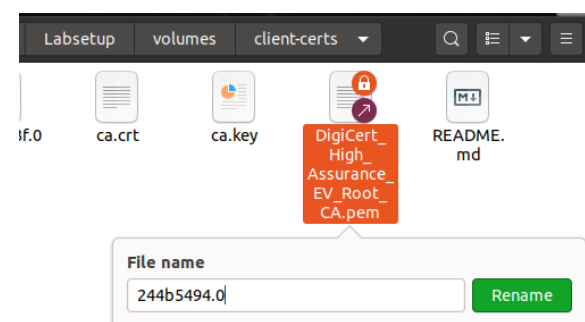 Labsetup volumes client-certs
3f.0 ca.crt ca.key DigiCert_ README.
High_ md
Assurance_
EV_Root_
CA.pem
File name
244b5494.0 Rename